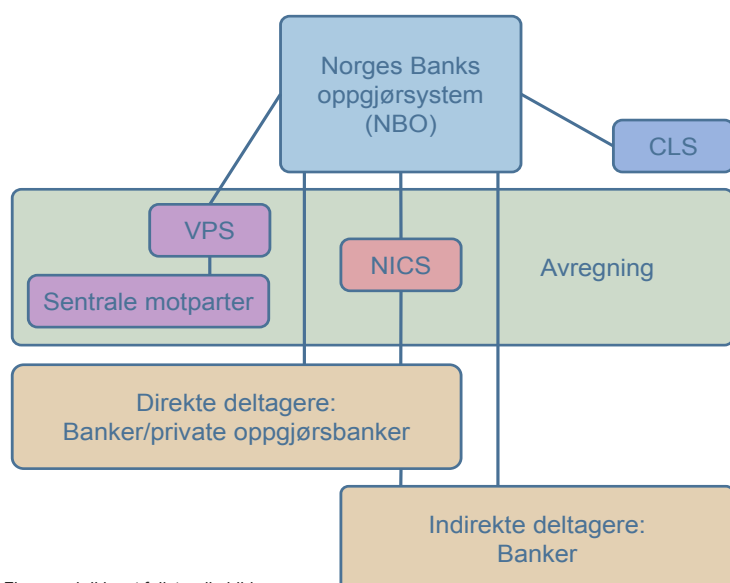 Norges Banks
oppgjørsystem
(NBO)
CLS
VPS
NICS
Avregning
Sentrale motparter
Direkte deltagere:
Banker/private oppgjørsbanker
Indirekte deltagere:
Banker